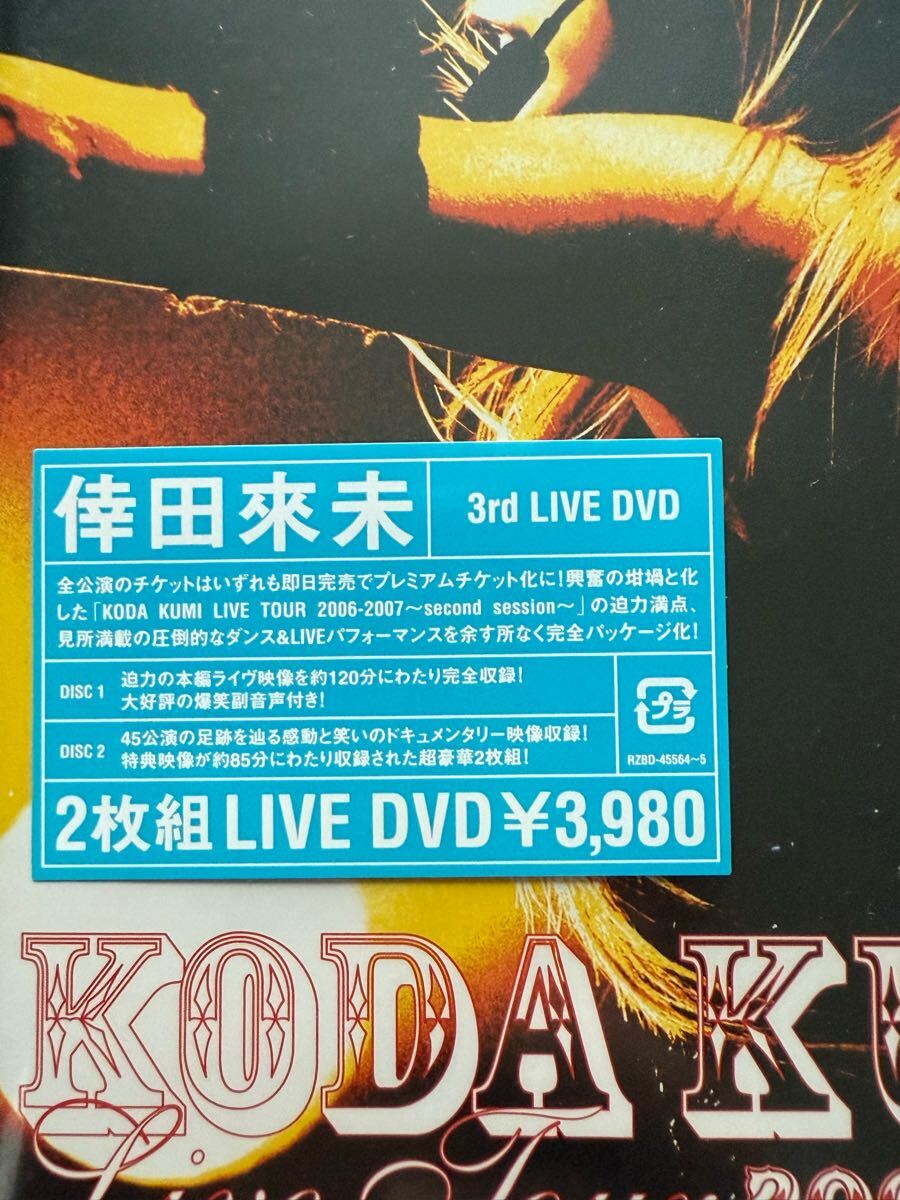 倖田來未
3rd LIVE DVD
全公演のチケットはいずれも即日完売でプレミアムチケット化に!興奮の坩堝と化
した「KODA KUMI LIVE TOUR 2006-2007〜second session〜」の迫力満点、
見所満載の圧倒的なダンス&LIVEパフォーマンスを余す所なく完全パッケージ化!
DISC 1
迫力の本編ライヴ映像を約120分にわたり完全収録!
大好評の爆笑副音声付き!
DISC 2
45公演の足跡を辿る感動と笑いのドキュメンタリー映像収録!
特典映像が約85分にわたり収録された超豪華2枚組!
プラ
RZBD-45564〜5
2枚組 LIVE DVD ¥3,980
KODA KU
Live Tour 200